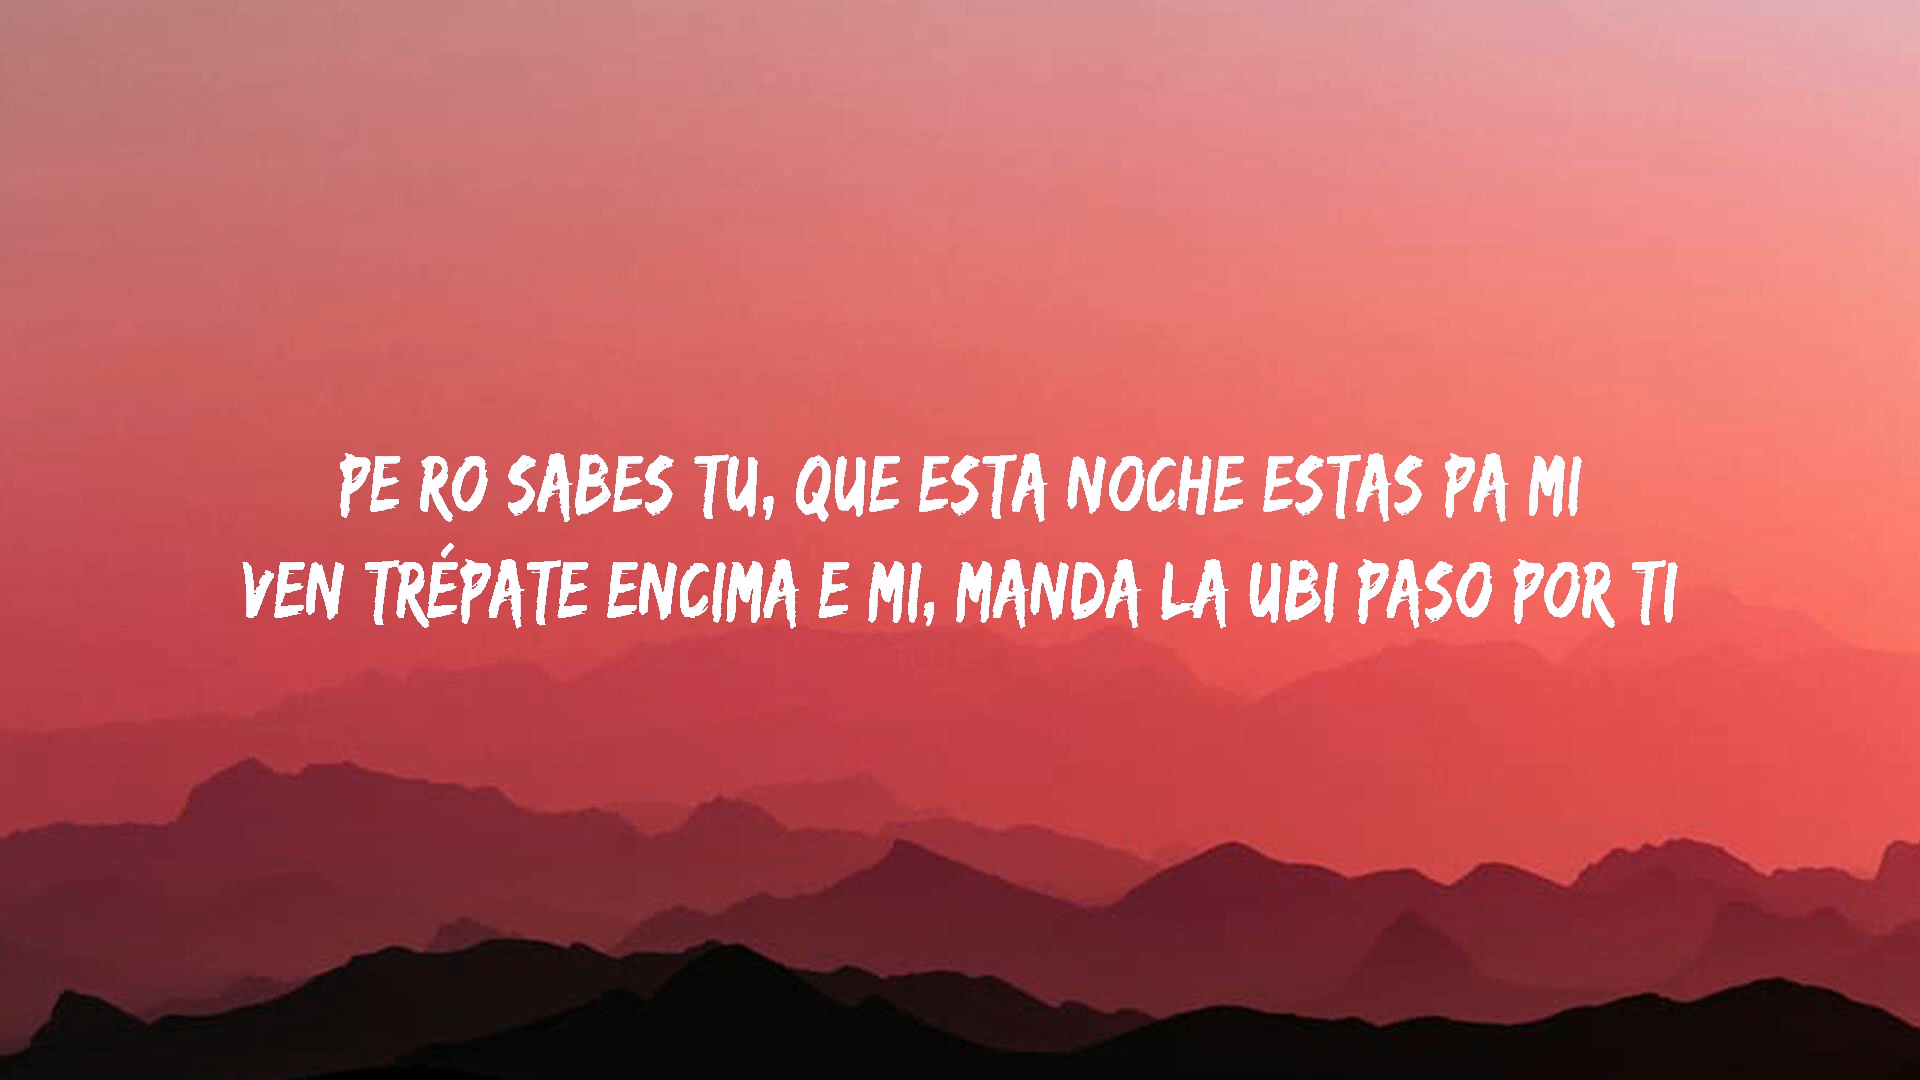 PE RO SABES TU, QUE ESTA NOCHE ESTAS PA MI
VEN TRÉPATE ENCIMA E MI, MANDA LA UBI PASO POR TI